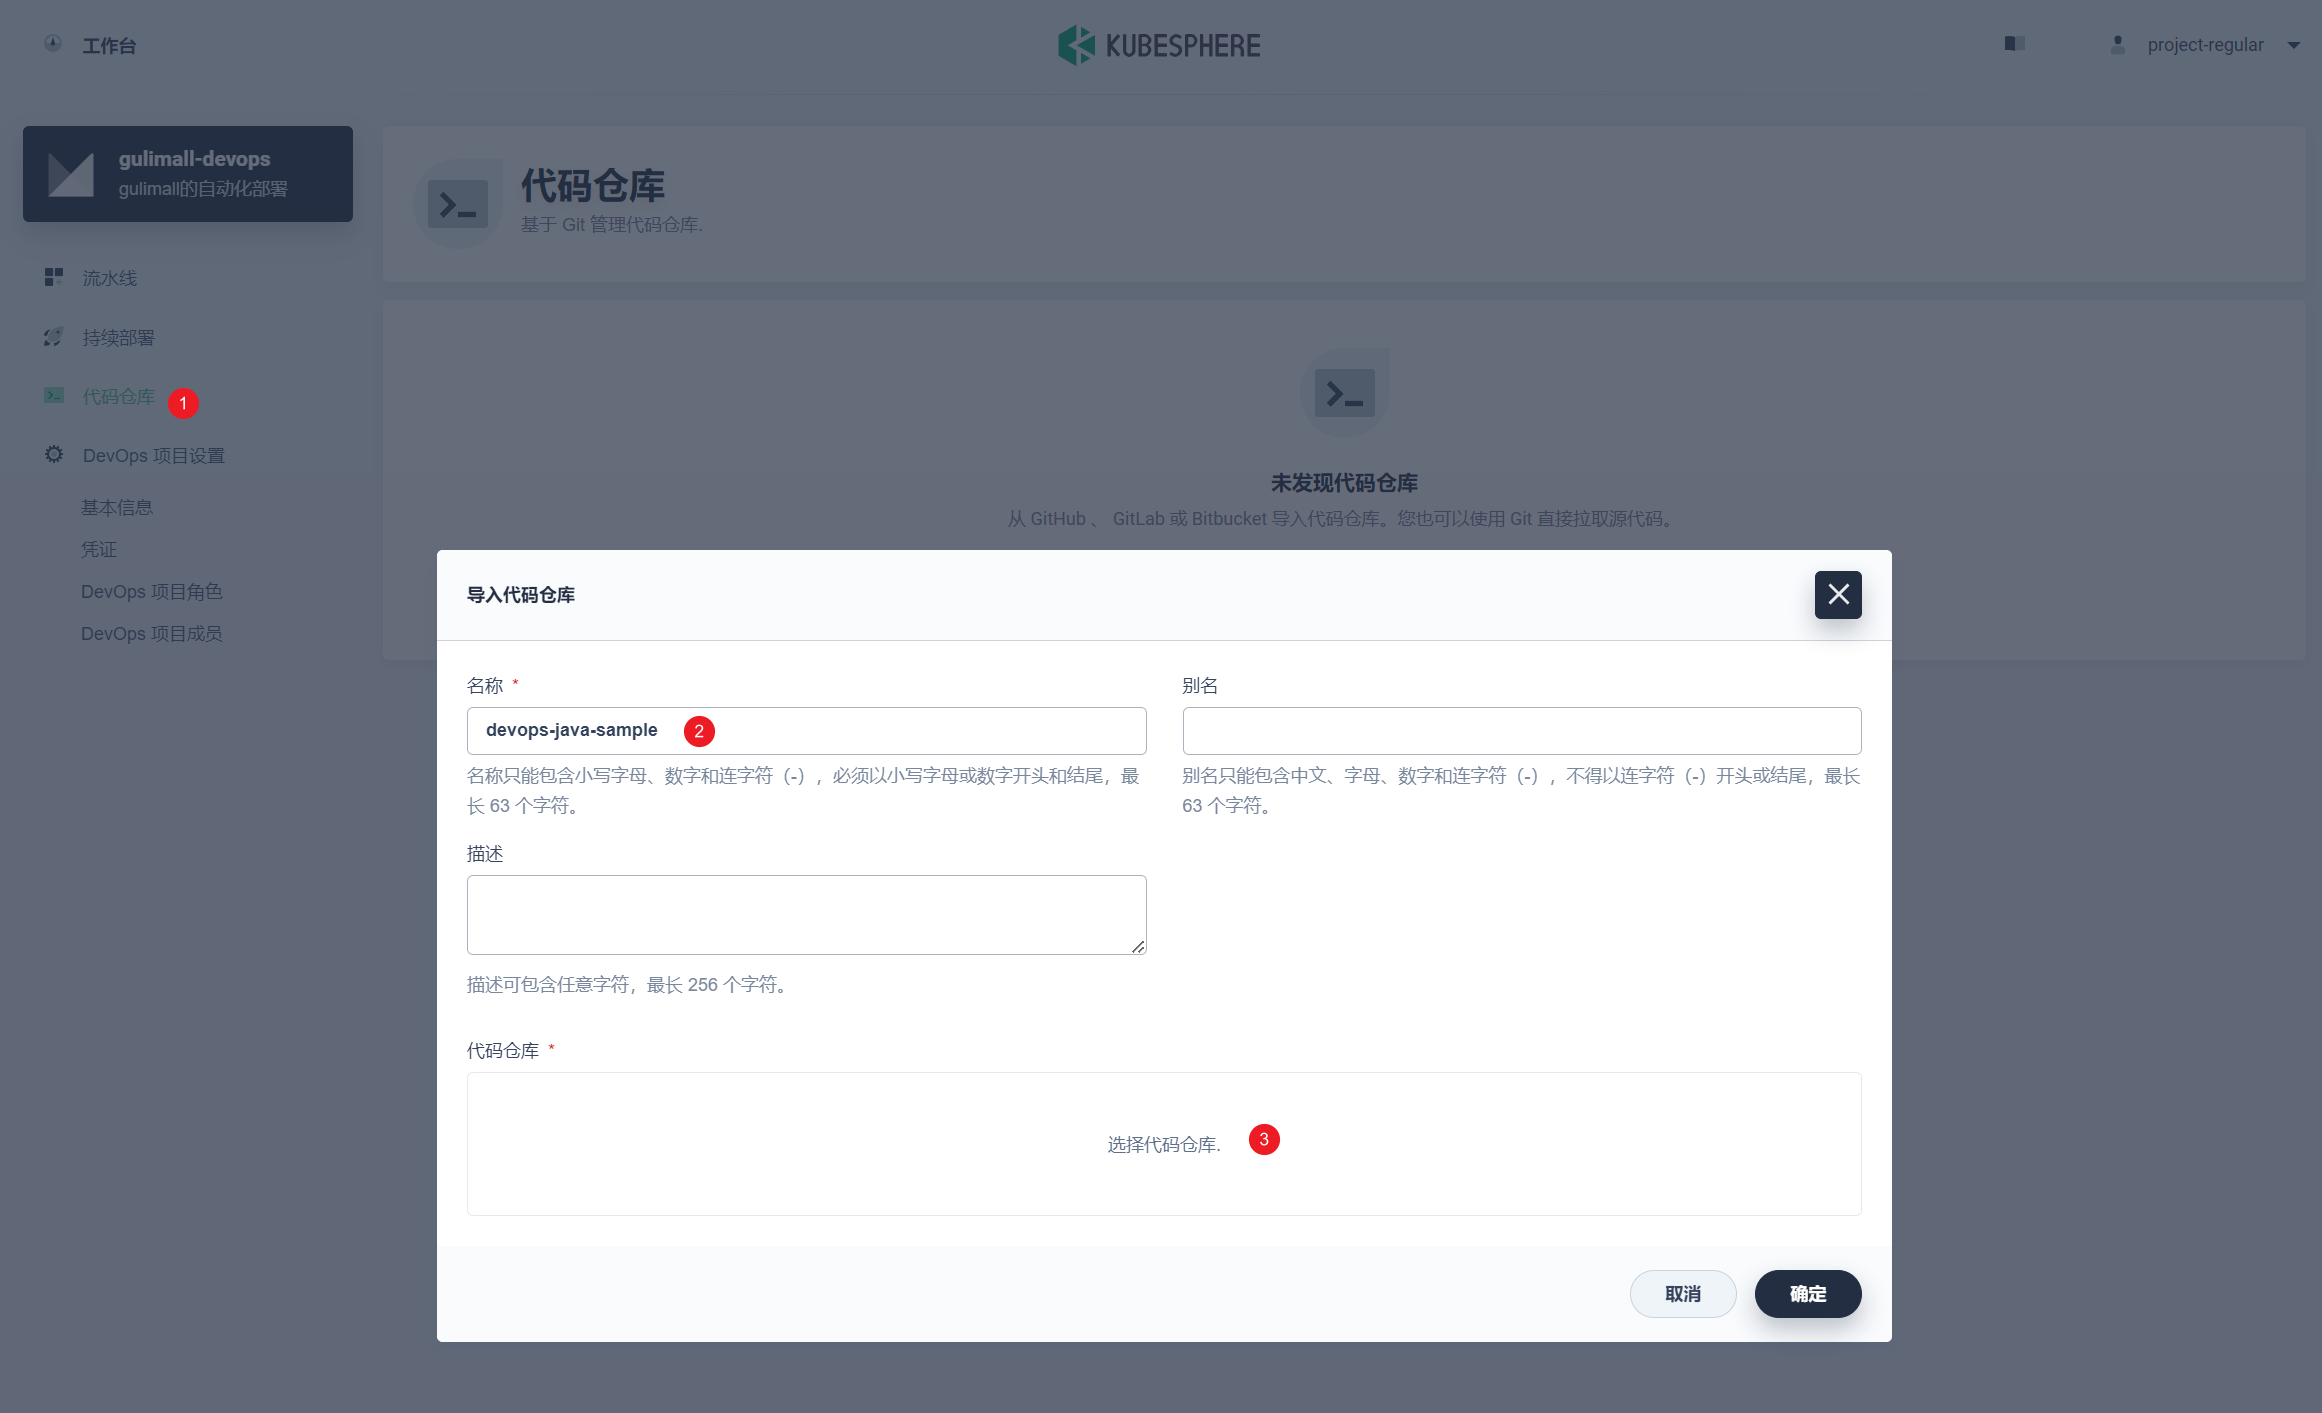 工作台
KUBESPHERE
project-regular
gulimall-devops
gulimall的自动化部署
流水线
持续部署
代码仓库 1
DevOps 项目设置
基本信息
凭证
DevOps 项目角色
DevOps 项目成员
代码仓库
基于 Git 管理代码仓库.
未发现代码仓库
从 GitHub 、 GitLab 或 Bitbucket 导入代码仓库。您也可以使用 Git 直接拉取源代码。
导入代码仓库
名称 *
devops-java-sample 2
名称只能包含小写字母、数字和连字符（-），必须以小写字母或数字开头和结尾，最
长 63 个字符。
别名
别名只能包含中文、字母、数字和连字符（-），不得以连字符（-）开头或结尾，最长
63 个字符。
描述
描述可包含任意字符，最长 256 个字符。
代码仓库 *
选择代码仓库. 3
取消
确定